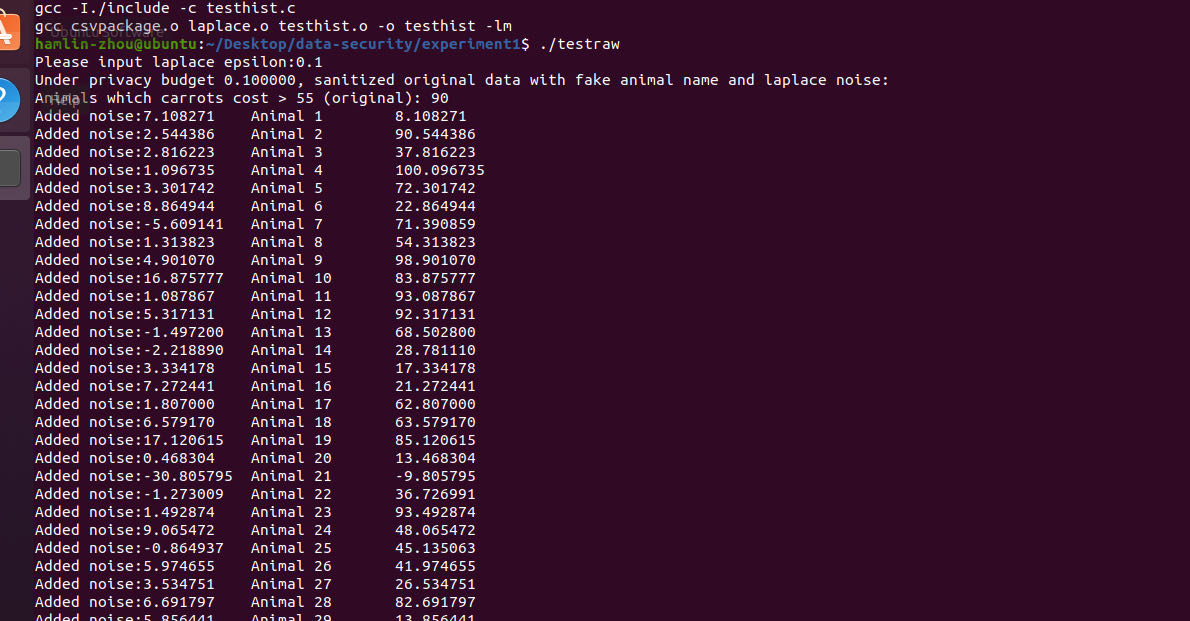 gcc -I./include -c testhist.c
gcc csvpackage.o laplace.o testhist.o -o testhist -lm
Ubuntu Software
hamlin-zhou@ubuntu:~/Desktop/data-security/experiment1$ ./testraw
Please input laplace epsilon:0.1
Under privacy budget 0.100000, sanitized original data with fake animal name and laplace noise:
Animals which carrots cost > 55 (original): 90
Help
Added noise:7.108271 Animal 1 8.108271
Added noise:2.544386 Animal 2 90.544386
Added noise:2.816223 Animal 3 37.816223
Added noise:1.096735 Animal 4 100.096735
Added noise:3.301742 Animal 5 72.301742
Added noise:8.864944 Animal 6 22.864944
Added noise:-5.609141 Animal 7 71.390859
Added noise:1.313823 Animal 8 54.313823
Added noise:4.901070 Animal 9 98.901070
Added noise:16.875777 Animal 10 83.875777
Added noise:1.087867 Animal 11 93.087867
Added noise:5.317131 Animal 12 92.317131
Added noise:-1.497200 Animal 13 68.502800
Added noise:-2.218890 Animal 14 28.781110
Added noise:3.334178 Animal 15 17.334178
Added noise:7.272441 Animal 16 21.272441
Added noise:1.807000 Animal 17 62.807000
Added noise:6.579170 Animal 18 63.579170
Added noise:17.120615 Animal 19 85.120615
Added noise:0.468304 Animal 20 13.468304
Added noise:-30.805795 Animal 21 -9.805795
Added noise:-1.273009 Animal 22 36.726991
Added noise:1.492874 Animal 23 93.492874
Added noise:9.065472 Animal 24 48.065472
Added noise:-0.864937 Animal 25 45.135063
Added noise:5.974655 Animal 26 41.974655
Added noise:3.534751 Animal 27 26.534751
Added noise:6.691797 Animal 28 82.691797
Added noise:5.856441 Animal 29 13.856441